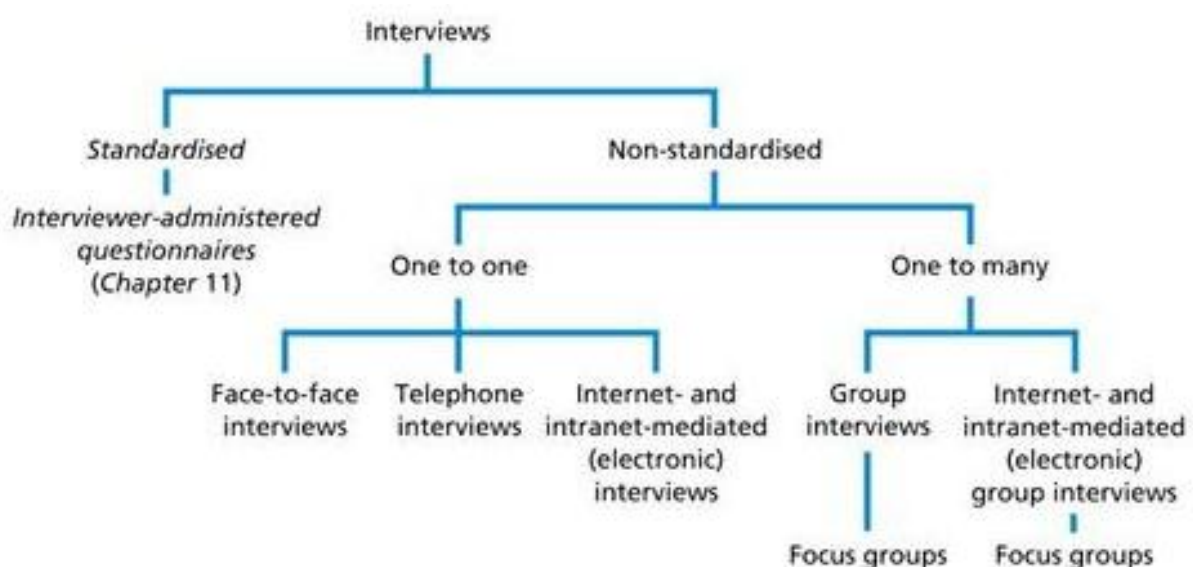 Interviews
Standardised
Non-standardised
Interviewer-administered
questionnaires
(Chapter 11)
One to one
One to many
Face-to-face
interviews
Telephone
interviews
Internet- and
intranet-mediated
(electronic)
interviews
Group
interviews
Internet- and
intranet-mediated
(electronic)
group interviews
Focus groups
Focus groups